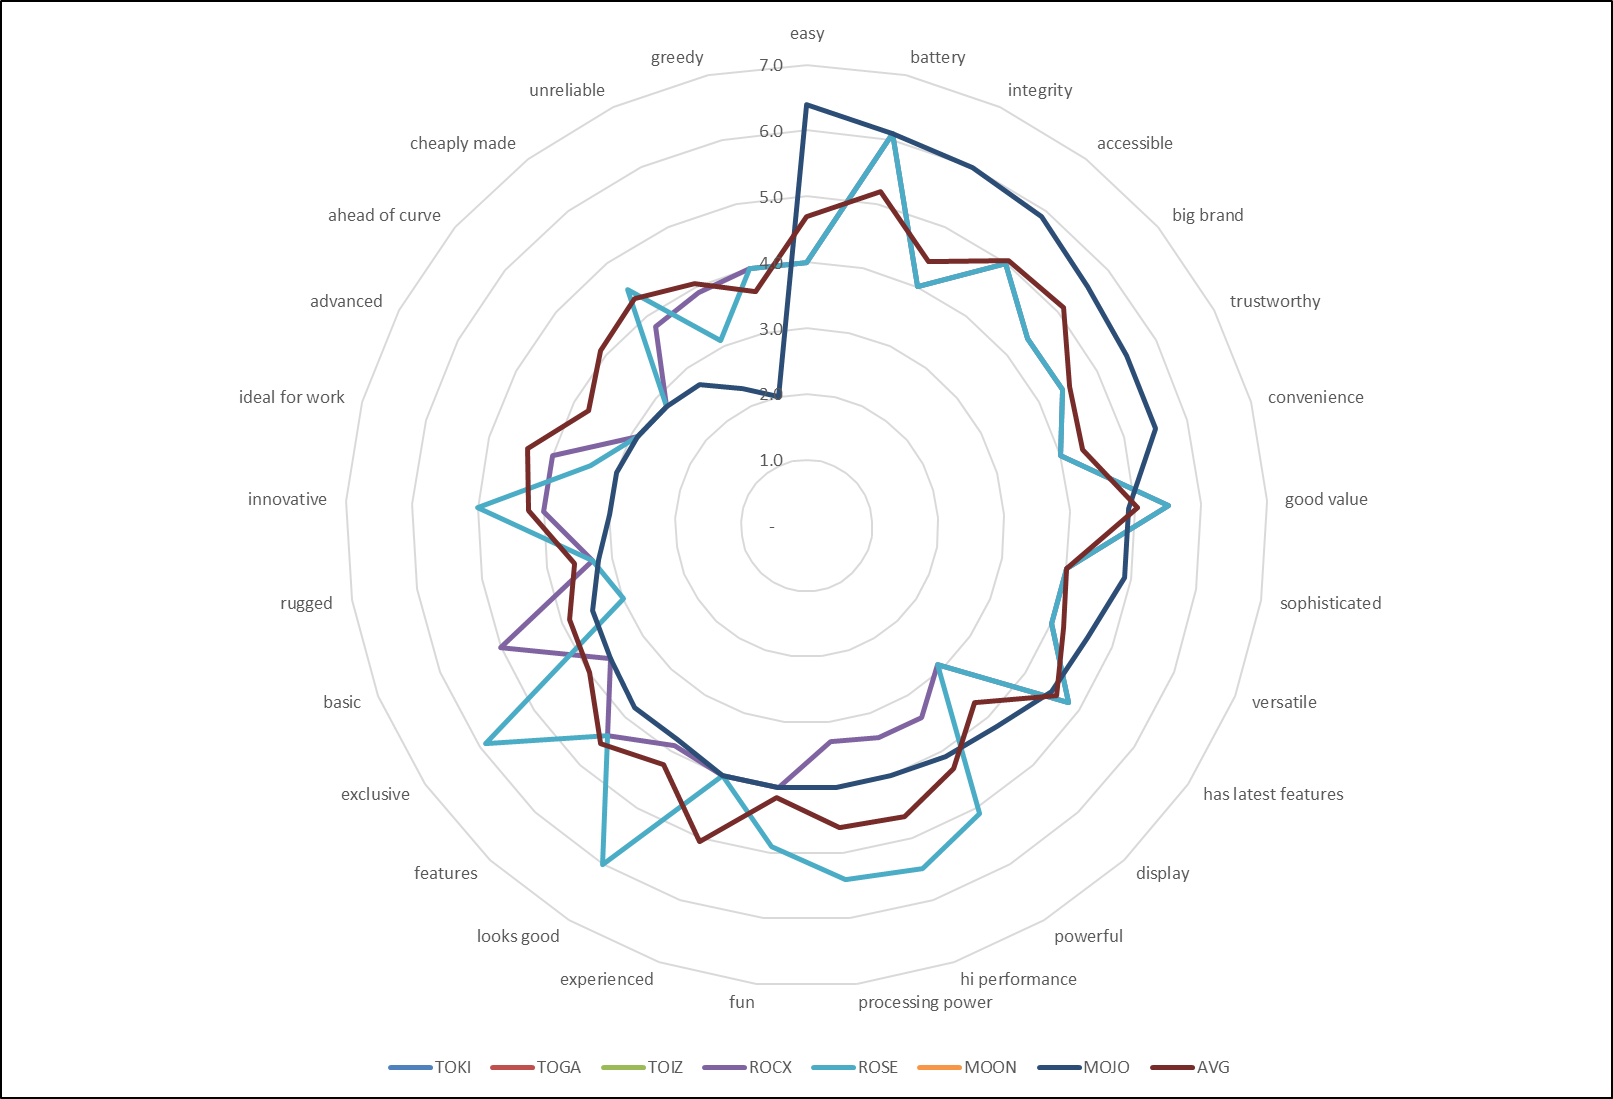 easy
greedy
battery
7.0
unreliable
integrity
6.0
cheaply made
accessible
5.0
ahead of curve
big brand
4.0
advanced
trustworthy
3.0
ideal for work
convenience
2.0
1.0
innovative
good value
-
rugged
sophisticated
basic
versatile
exclusive
has latest features
features
display
looks good
powerful
experienced
hi performance
fun
processing power
TOKI TOGA TOIZ ROCX ROSE MOON MOJO AVG